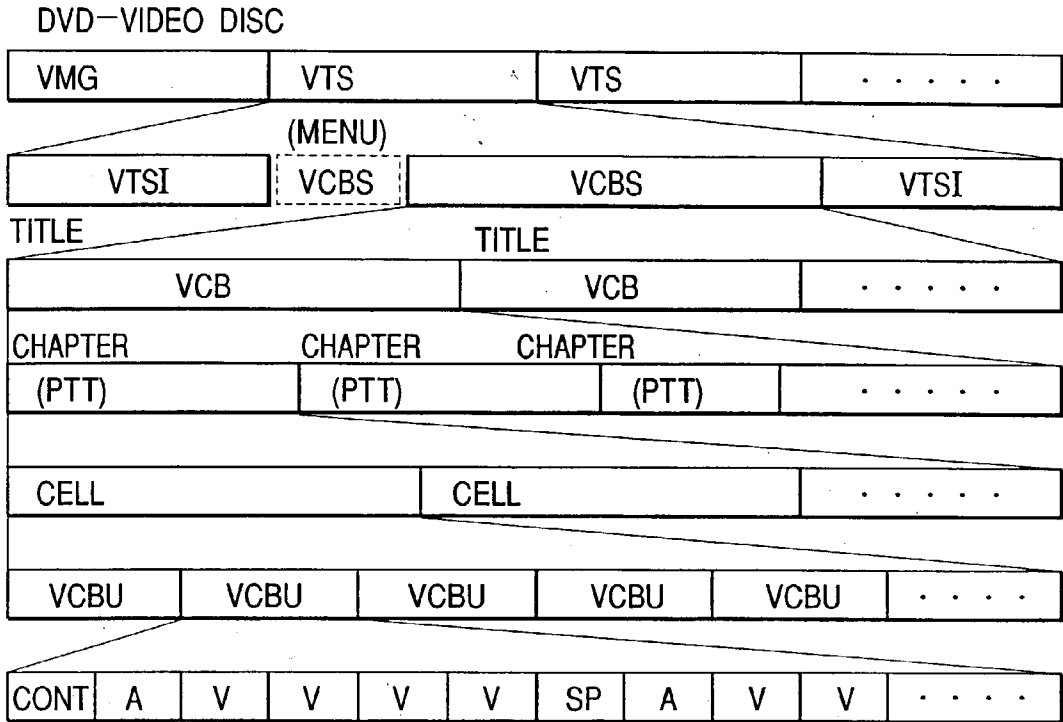 DVD-VIDEO DISC
VMG VTS VTS · · · · ·
(MENU)
VTSI VCBS VCBS VTSI
TITLE TITLE
VCB VCB · · · · ·
CHAPTER CHAPTER CHAPTER
(PTT) (PTT) (PTT) · · · · ·
CELL CELL · · · · ·
VCBU VCBU VCBU VCBU VCBU · · · ·
CONT A V V V V SP A V V · · · ·